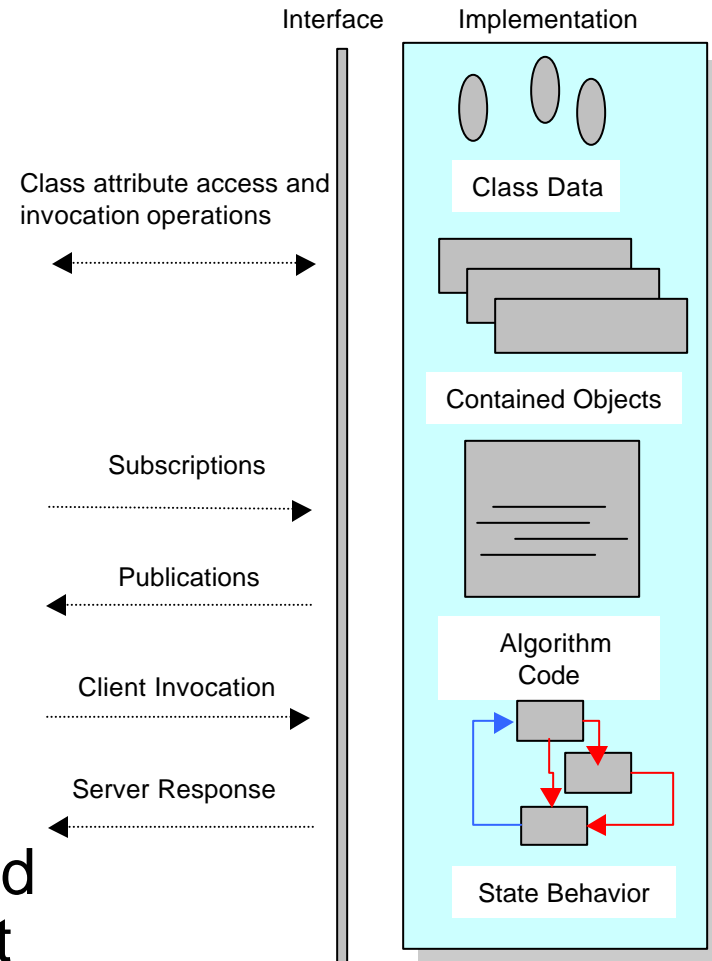 Interface
Implementation
Class attribute access and
invocation operations
Class Data
Contained Objects
Subscriptions
Publications
Algorithm
Code
Client Invocation
Server Response
State Behavior